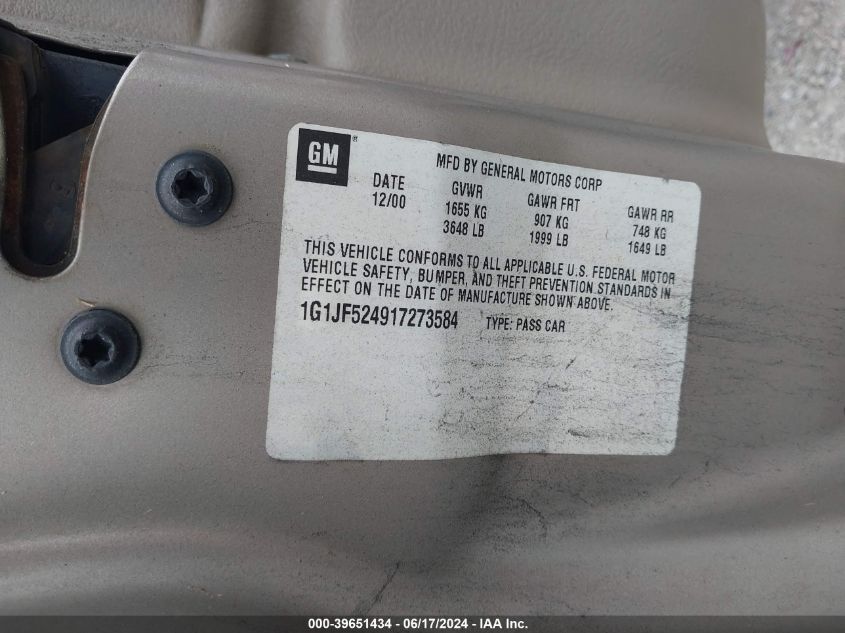 GM ®
MFD BY GENERAL MOTORS CORP
DATE GVWR GAWR FRT GAWR RR
12/00 1655 KG 907 KG 748 KG
3648 LB 1999 LB 1649 LB
THIS VEHICLE CONFORMS TO ALL APPLICABLE U.S. FEDERAL MOTOR
VEHICLE SAFETY, BUMPER, AND THEFT PREVENTION STANDARDS IN
EFFECT ON THE DATE OF MANUFACTURE SHOWN ABOVE.
1G1JF524917273584 TYPE: PASS CAR
000-39651434 - 06/17/2024 - IAAI Inc.